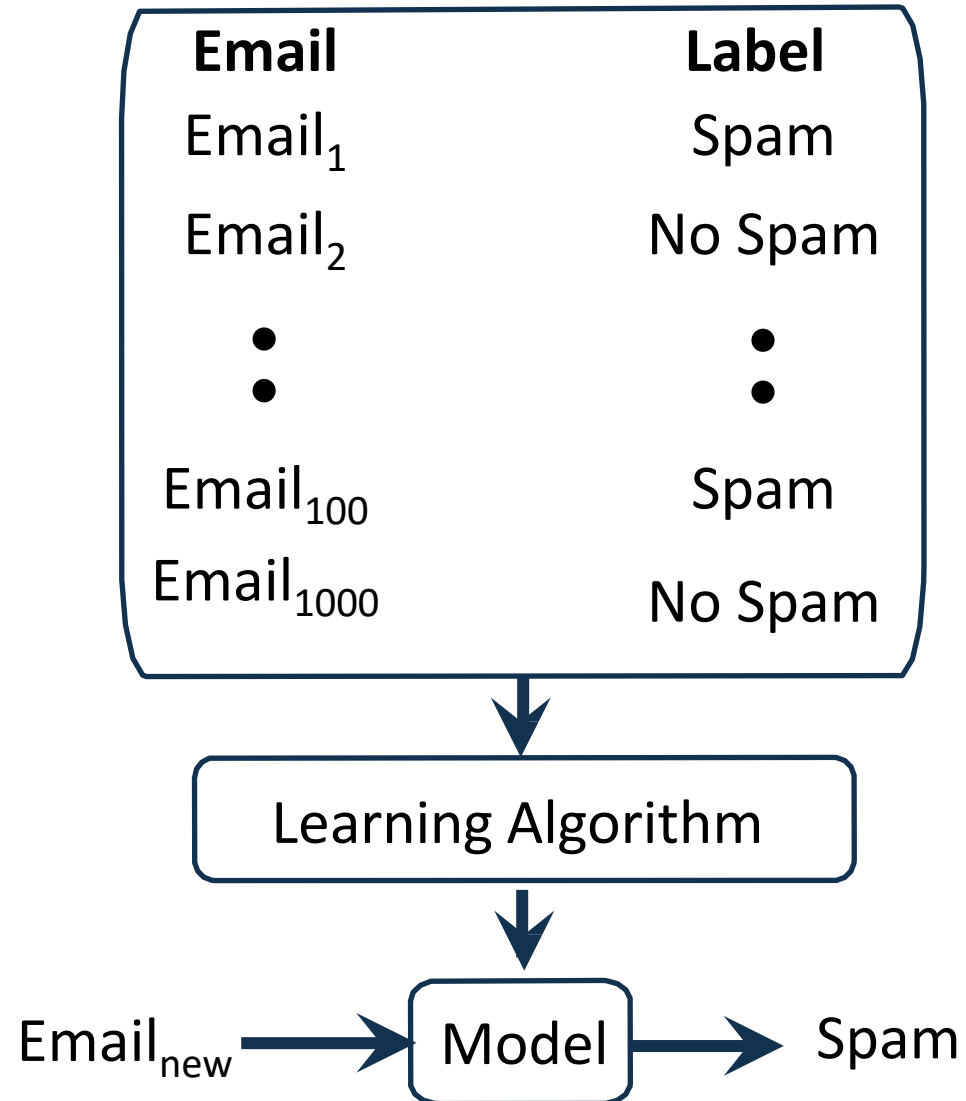 Email Label
Email₁ Spam
Email₂ No Spam
Email₁₀₀ Spam
Email₁₀₀₀ No Spam
Learning Algorithm
Emailnew Model Spam